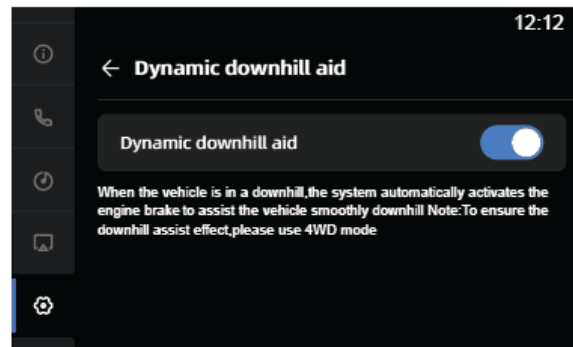 12:12
← Dynamic downhill aid
Dynamic downhill aid
When the vehicle is in a downhill,the system automatically activates the
engine brake to assist the vehicle smoothly downhill Note:To ensure the
downhill assist effect,please use 4WD mode